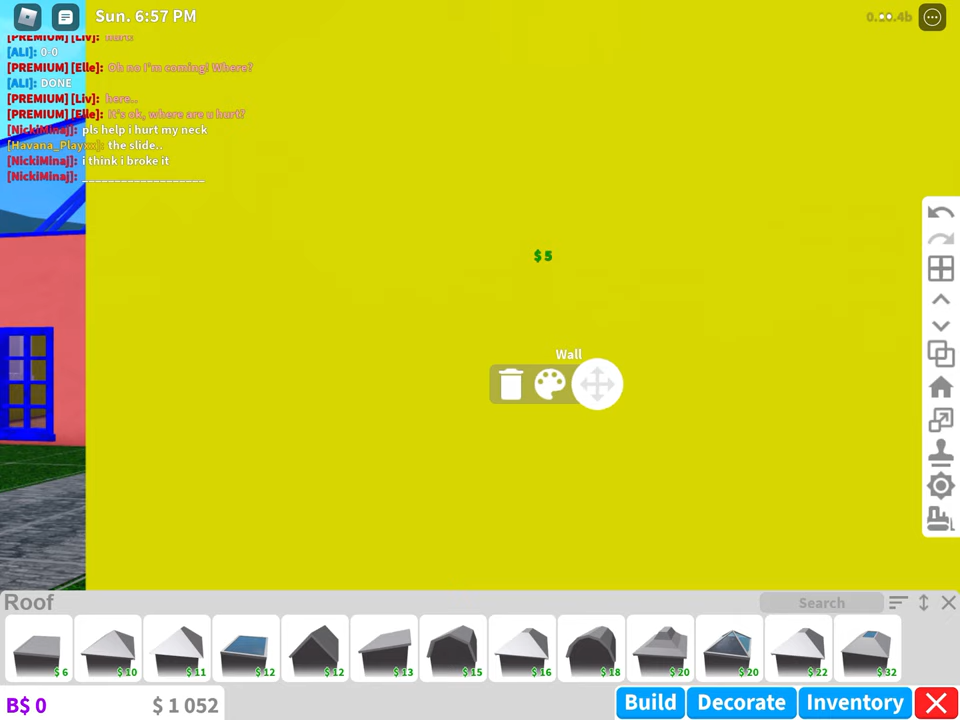 Sun. 6:57 PM
[PREMIUM] [Liv]: hurt!
[ALI]: 0-0
[PREMIUM] [Elle]: Oh no I'm coming! Where?
[ALI]: DONE
[PREMIUM] [Liv]: here..
[PREMIUM] [Elle]: It's ok, where are u hurt?
[NickiMinaj]: pls help i hurt my neck
[Havana_Playxo]: the slide..
[NickiMinaj]: i think i broke it
[NickiMinaj]: ____________________
$ 5
Wall
Roof
Search
$ 6 $ 10 $ 11 $ 12 $ 12 $ 13 $ 15 $ 16 $ 18 $ 20 $ 20 $ 22 $ 32
B$ 0 $ 1 052 Build Decorate Inventory